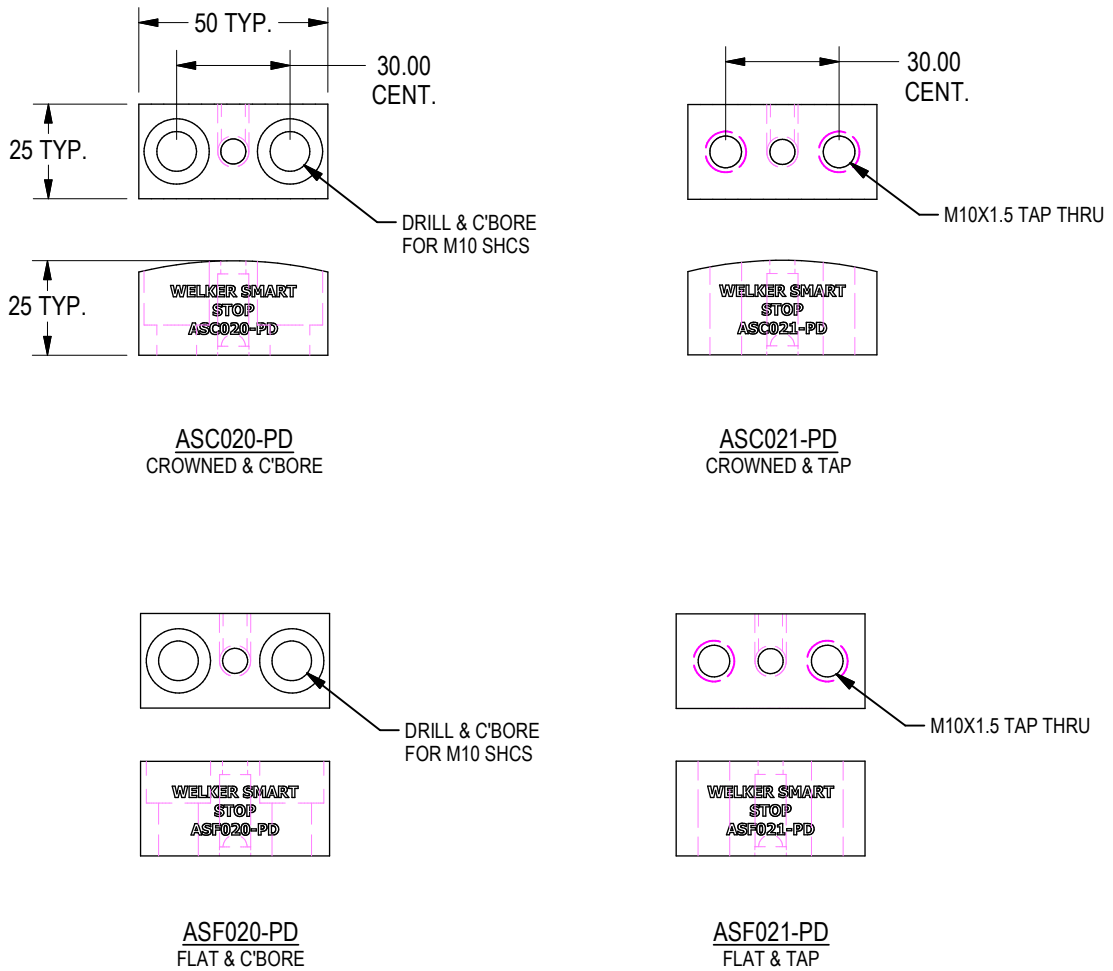 50 TYP.
30.00
CENT.
25 TYP.
DRILL & C'BORE
FOR M10 SHCS
25 TYP.
WELKER SMART
STOP
ASC020-PD
ASC020-PD
CROWNED & C'BORE
30.00
CENT.
M10X1.5 TAP THRU
WELKER SMART
STOP
ASC021-PD
ASC021-PD
CROWNED & TAP
DRILL & C'BORE
FOR M10 SHCS
WELKER SMART
STOP
ASF020-PD
ASF020-PD
FLAT & C'BORE
M10X1.5 TAP THRU
WELKER SMART
STOP
ASF021-PD
ASF021-PD
FLAT & TAP